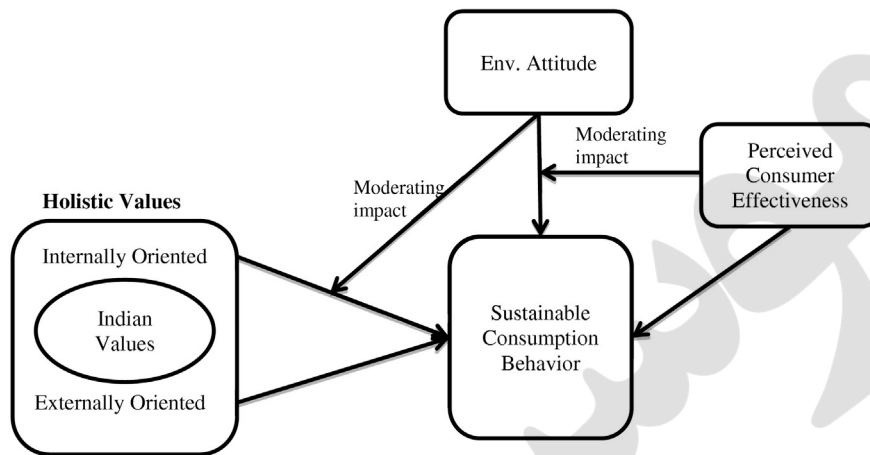 Env. Attitude
Moderating
impact
Perceived
Consumer
Effectiveness
Moderating
impact
Holistic Values
Internally Oriented
Indian
Values
Externally Oriented
Sustainable
Consumption
Behavior